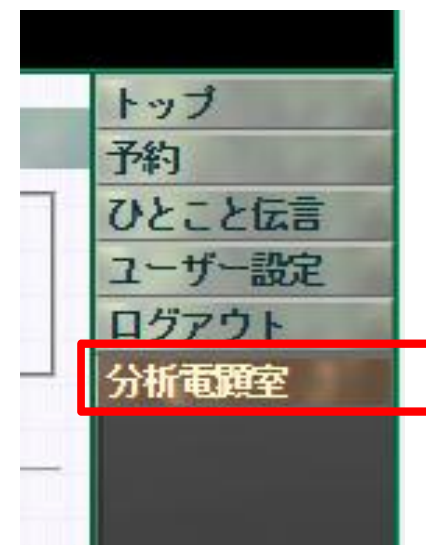 トップ
予約
ひとこと伝言
ユーザー設定
ログアウト
分析電顕室